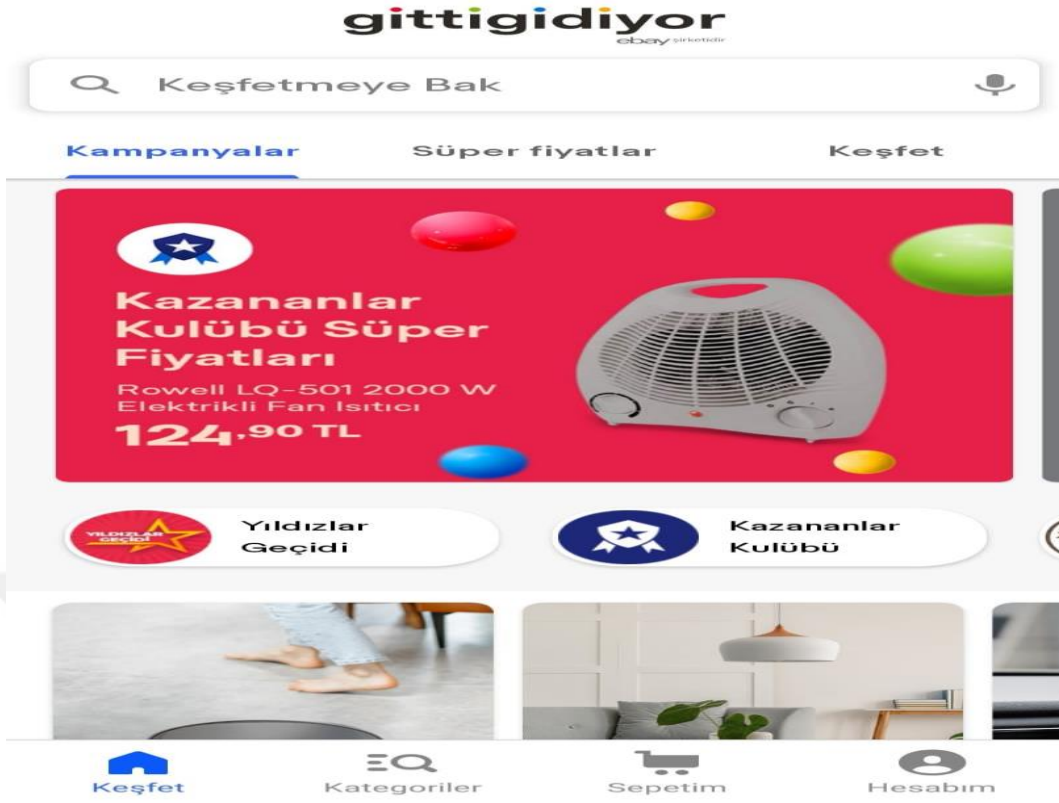 gittigidiyor
ebay şirketidir
Keşfetmeye Bak
Kampanyalar
Süper fiyatlar
Keşfet
Kazananlar
Kulübü Süper
Fiyatları
Rowell LQ-501 2000 W
Elektrikli Fan Isıtıcı
124,90 TL
YILDIZLAR
GEÇİDİ
Yıldızlar
Geçidi
Kazananlar
Kulübü
Keşfet
Kategoriler
Sepetim
Hesabım